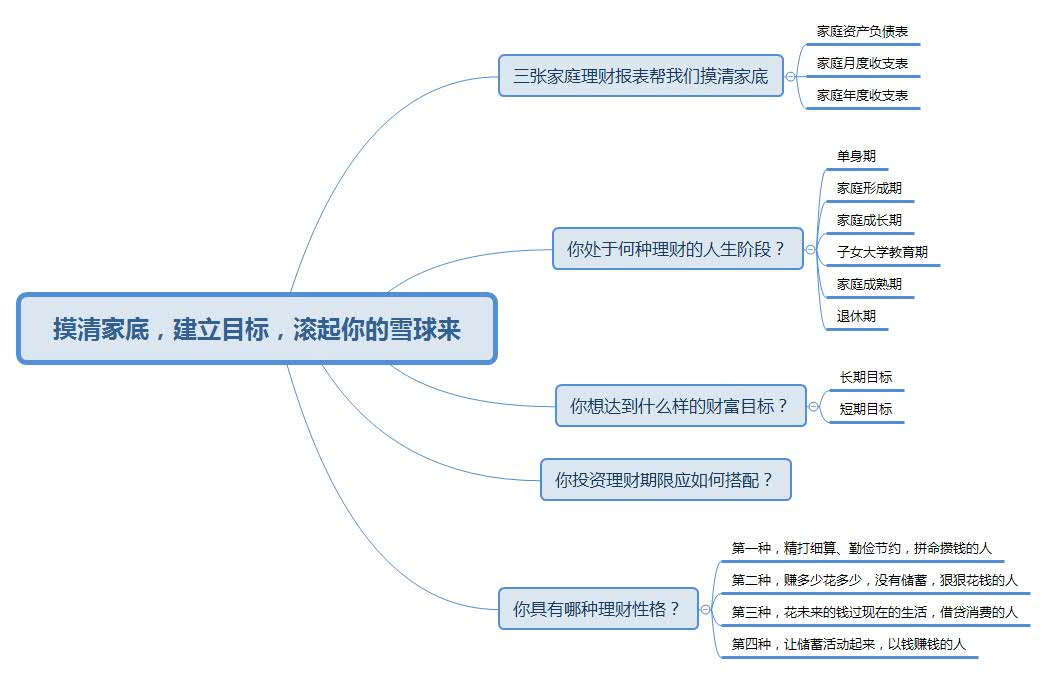 摸清家底，建立目标，滚起你的雪球来
三张家庭理财报表帮我们摸清家底
家庭资产负债表
家庭月度收支表
家庭年度收支表
你处于何种理财的人生阶段？
单身期
家庭形成期
家庭成长期
子女大学教育期
家庭成熟期
退休期
你想达到什么样的财富目标？
长期目标
短期目标
你投资理财期限应如何搭配？
你具有哪种理财性格？
第一种，精打细算、勤俭节约，拼命攒钱的人
第二种，赚多少花多少，没有储蓄，狠狠花钱的人
第三种，花未来的钱过现在的生活，借贷消费的人
第四种，让储蓄活动起来，以钱赚钱的人